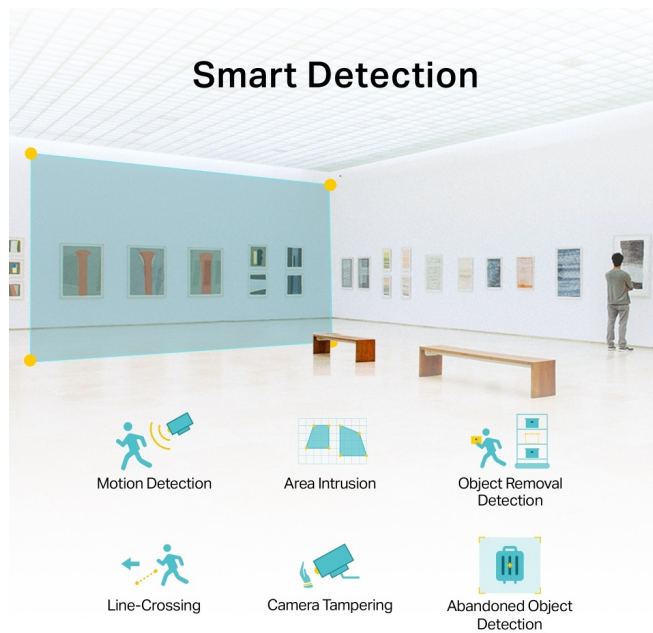 Smart Detection
Motion Detection
Area Intrusion
Object Removal
Detection
Line-Crossing
Camera Tampering
Abandoned Object
Detection